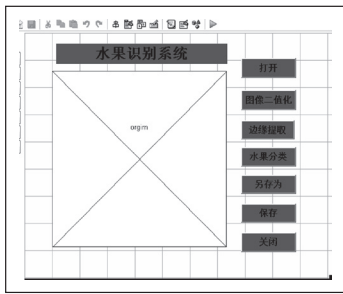 水果识别系统
orgim
打开
图像二值化
边缘提取
水果分类
另存为
保存
关闭